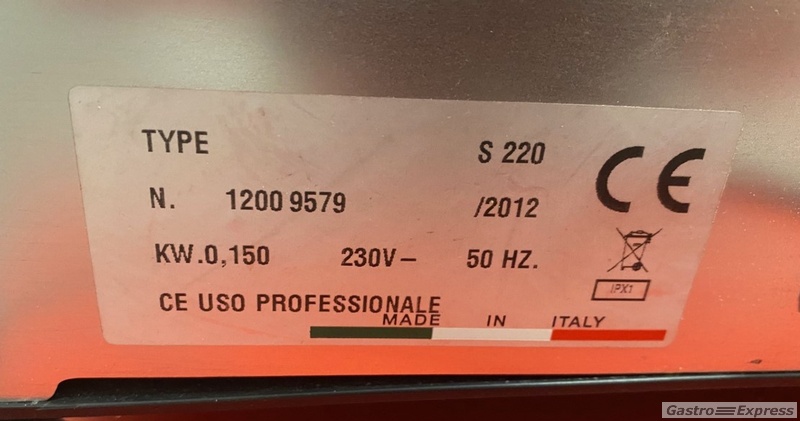 TYPE S 220
N. 1200 9579 /2012
KW.0,150 230V– 50 HZ.
CE USO PROFESSIONALE
MADE IN ITALY
CE
IPX1
Gastro Express